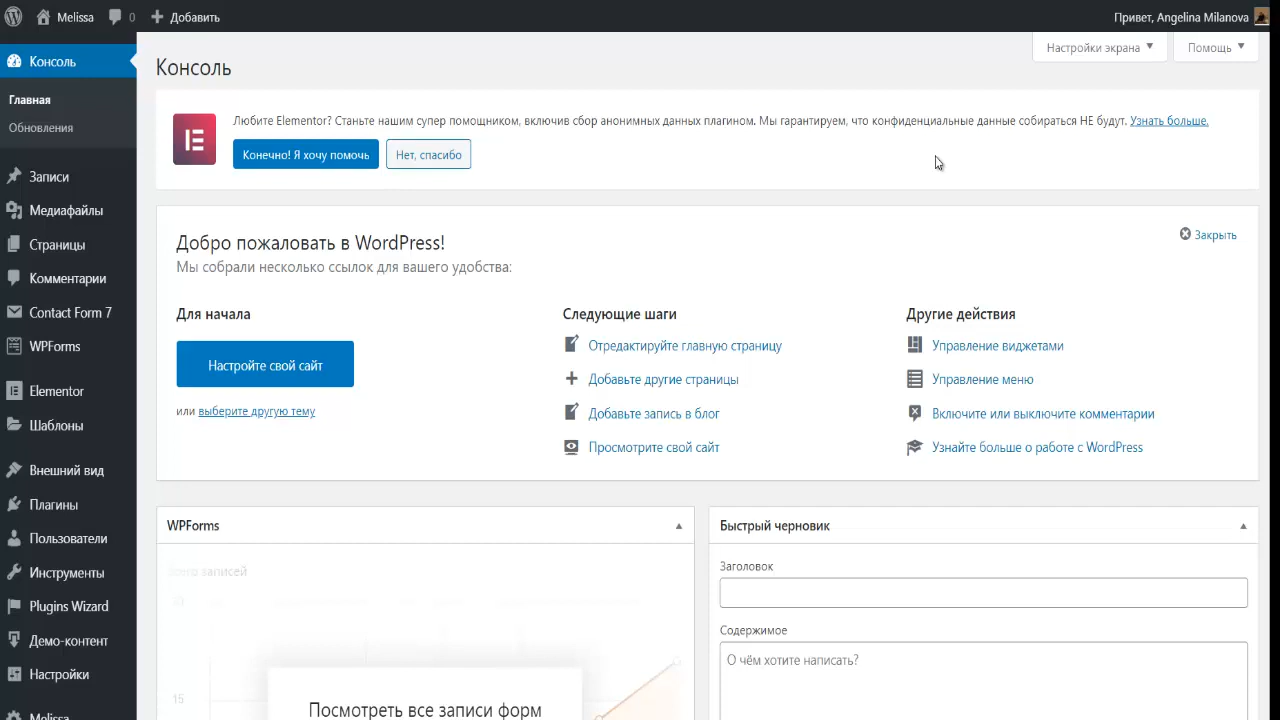 Melissa 0 Добавить
Привет, Angelina Milanova
Консоль
Главная
Обновления
Записи
Медиафайлы
Страницы
Комментарии
Contact Form 7
WPForms
Elementor
Шаблоны
Внешний вид
Плагины
Пользователи
Инструменты
Plugins Wizard
Демо-контент
Настройки
Melissa
Настройки экрана
Помощь
Консоль
Любите Elementor? Станьте нашим супер помощником, включив сбор анонимных данных плагином. Мы гарантируем, что конфиденциальные данные собираться НЕ будут. Узнать больше.
Конечно! Я хочу помочь
Нет, спасибо
Добро пожаловать в WordPress!
Закрыть
Мы собрали несколько ссылок для вашего удобства:
Для начала
Настройте свой сайт
или выберите другую тему
Следующие шаги
Отредактируйте главную страницу
Добавьте другие страницы
Добавьте запись в блог
Просмотрите свой сайт
Другие действия
Управление виджетами
Управление меню
Включите или выключите комментарии
Узнайте больше о работе с WordPress
WPForms
записей
15
Посмотреть все записи форм
Быстрый черновик
Заголовок
Содержимое
О чём хотите написать?